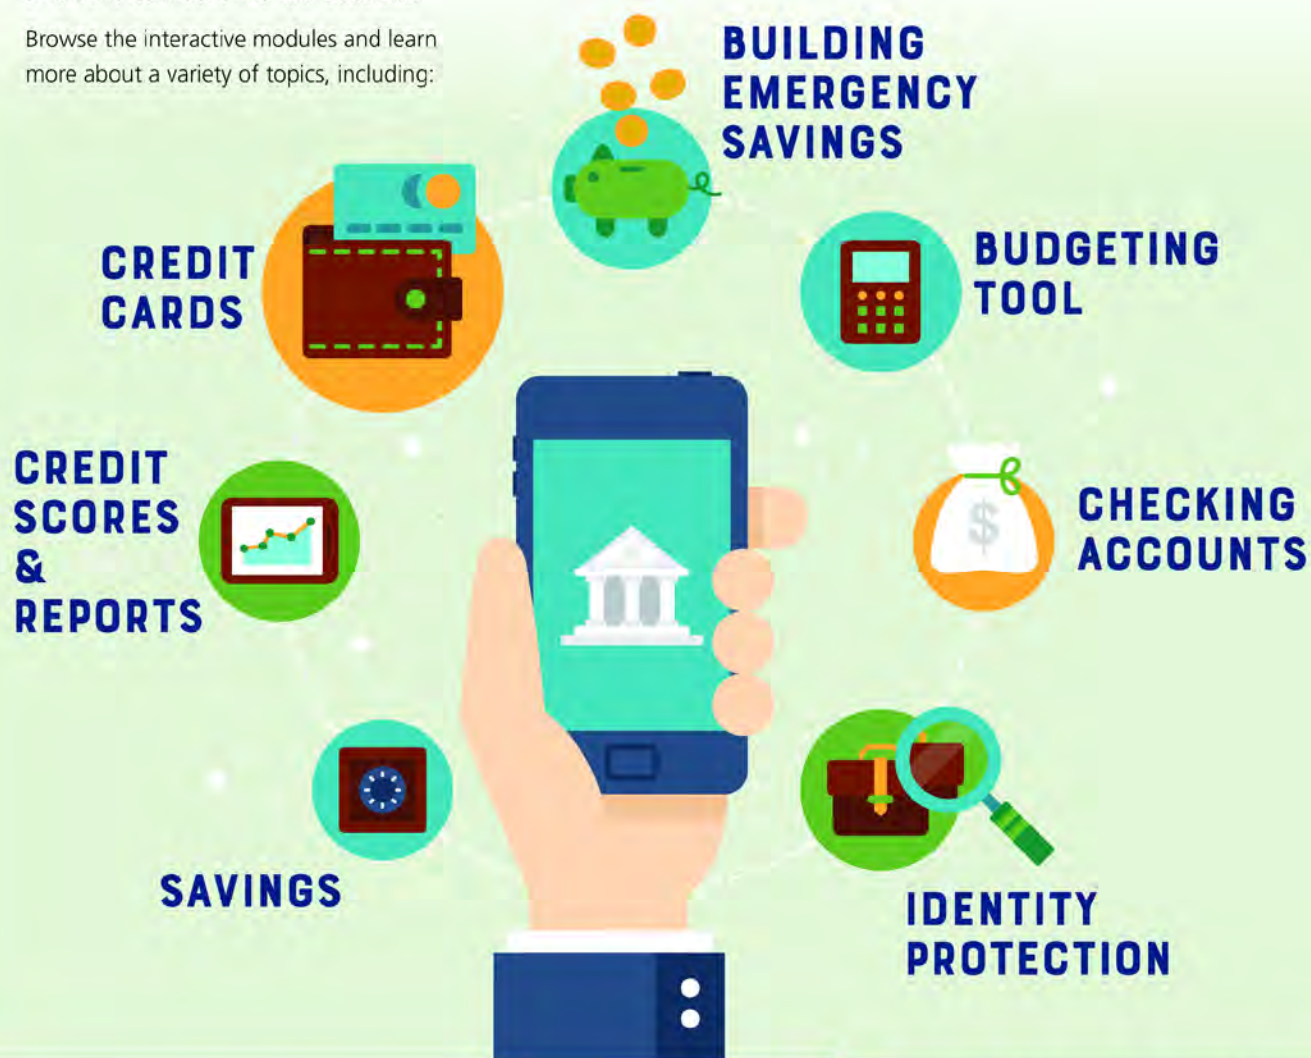 Browse the interactive modules and learn
more about a variety of topics, including:
BUILDING
EMERGENCY
SAVINGS
CREDIT
CARDS
BUDGETING
TOOL
CREDIT
SCORES
&
REPORTS
$
CHECKING
ACCOUNTS
SAVINGS
IDENTITY
PROTECTION